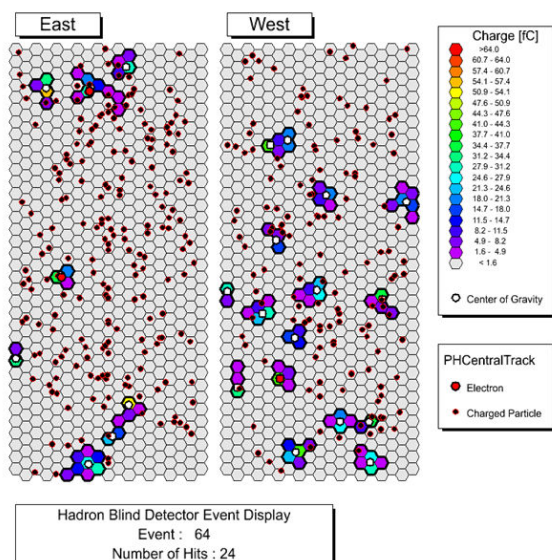 East
West
Charge [fC]
>64.0
60.7 - 64.0
57.4 - 60.7
54.1 - 57.4
50.9 - 54.1
47.6 - 50.9
44.3 - 47.6
41.0 - 44.3
37.7 - 41.0
34.4 - 37.7
31.2 - 34.4
27.9 - 31.2
24.6 - 27.9
21.3 - 24.6
18.0 - 21.3
14.7 - 18.0
11.5 - 14.7
8.2 - 11.5
4.9 - 8.2
1.6 - 4.9
< 1.6
Center of Gravity
PHCentralTrack
Electron
Charged Particle
Hadron Blind Detector Event Display
Event : 64
Number of Hits : 24